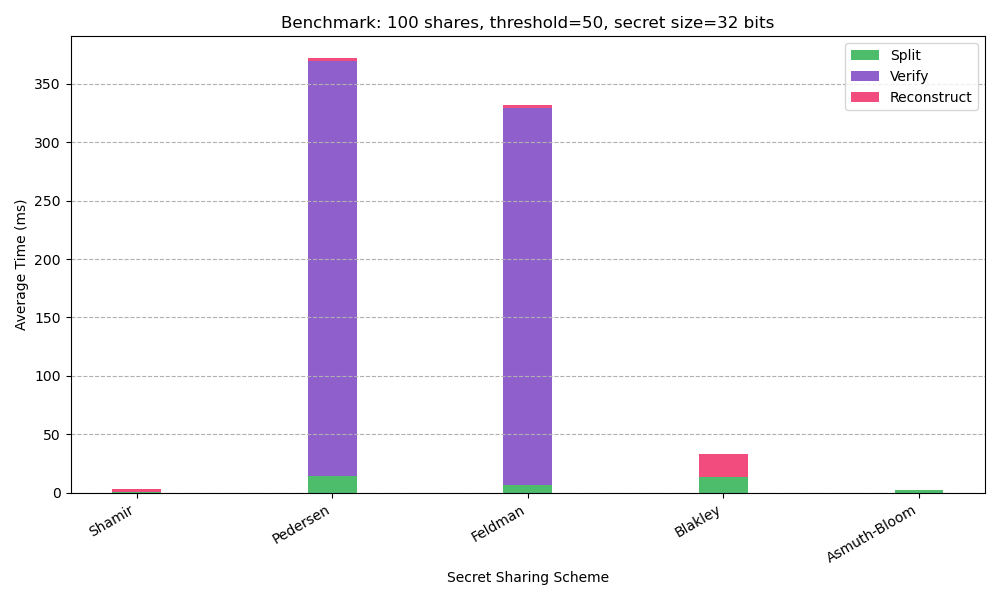 Benchmark: 100 shares, threshold=50, secret size=32 bits
Split
Verify
Reconstruct
Average Time (ms)
350
300
250
200
150
100
50
0
Shamir
Pedersen
Feldman
Blakley
Asmuth-Bloom
Secret Sharing Scheme